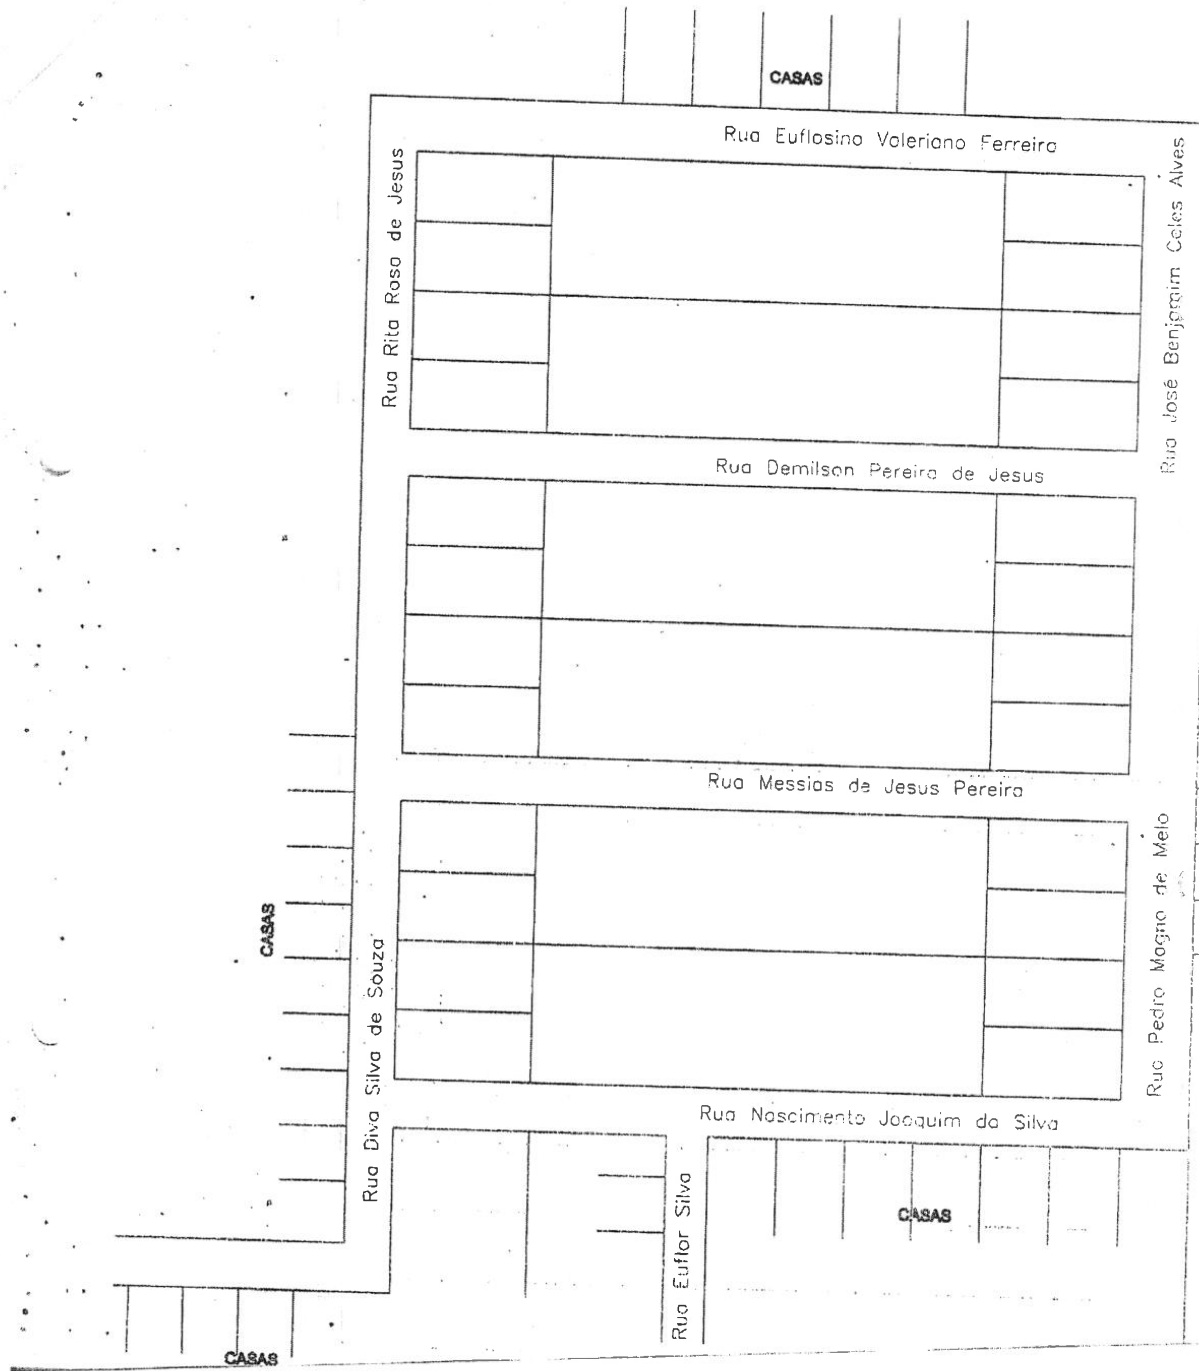 CASAS
Rua Euflosina Valeriano Ferreira
Rua Rita Rosa de Jesus
Rua José Benjamim Celes Alves
Rua Demilson Pereira de Jesus
Rua Messias de Jesus Pereira
CASAS
Rua Diva Silva de Souza
Rua Pedro Magno de Melo
Rua Nascimento Joaquim da Silva
Rua Euflor Silva
CASAS
CASAS